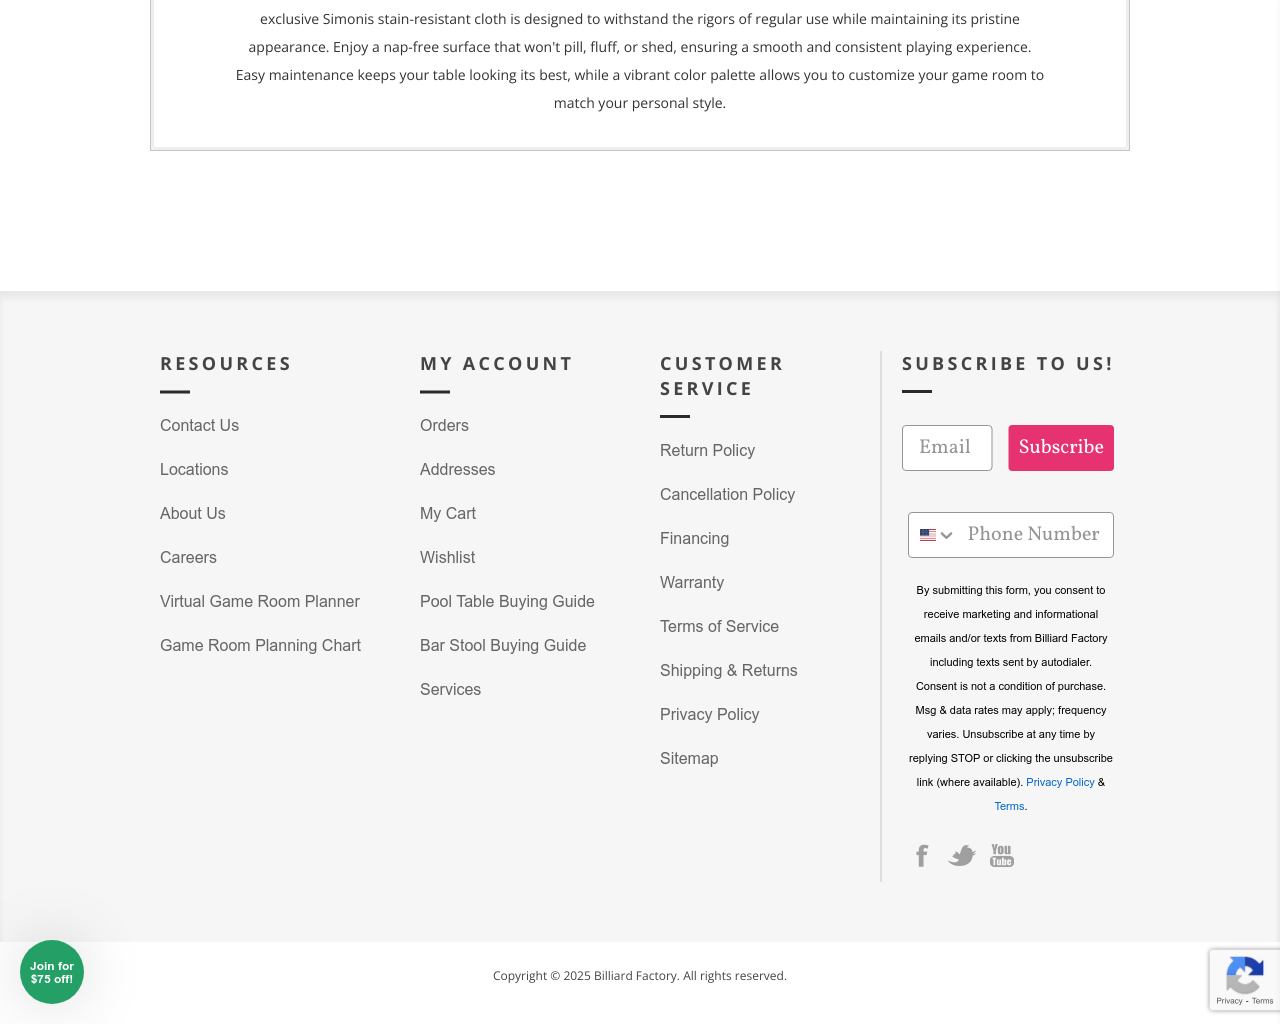 exclusive Simonis stain-resistant cloth is designed to withstand the rigors of regular use while maintaining its pristine
appearance. Enjoy a nap-free surface that won't pill, fluff, or shed, ensuring a smooth and consistent playing experience.
Easy maintenance keeps your table looking its best, while a vibrant color palette allows you to customize your game room to
match your personal style.
RESOURCES
Contact Us
Locations
About Us
Careers
Virtual Game Room Planner
Game Room Planning Chart
MY ACCOUNT
Orders
Addresses
My Cart
Wishlist
Pool Table Buying Guide
Bar Stool Buying Guide
Services
CUSTOMER
SERVICE
Return Policy
Cancellation Policy
Financing
Warranty
Terms of Service
Shipping & Returns
Privacy Policy
Sitemap
SUBSCRIBE TO US!
Email
Subscribe
Phone Number
By submitting this form, you consent to
receive marketing and informational
emails and/or texts from Billiard Factory
including texts sent by autodialer.
Consent is not a condition of purchase.
Msg & data rates may apply; frequency
varies. Unsubscribe at any time by
replying STOP or clicking the unsubscribe
link (where available). Privacy Policy &
Terms.
You
Tube
Join for
$75 off!
Copyright © 2025 Billiard Factory. All rights reserved.
Privacy - Terms